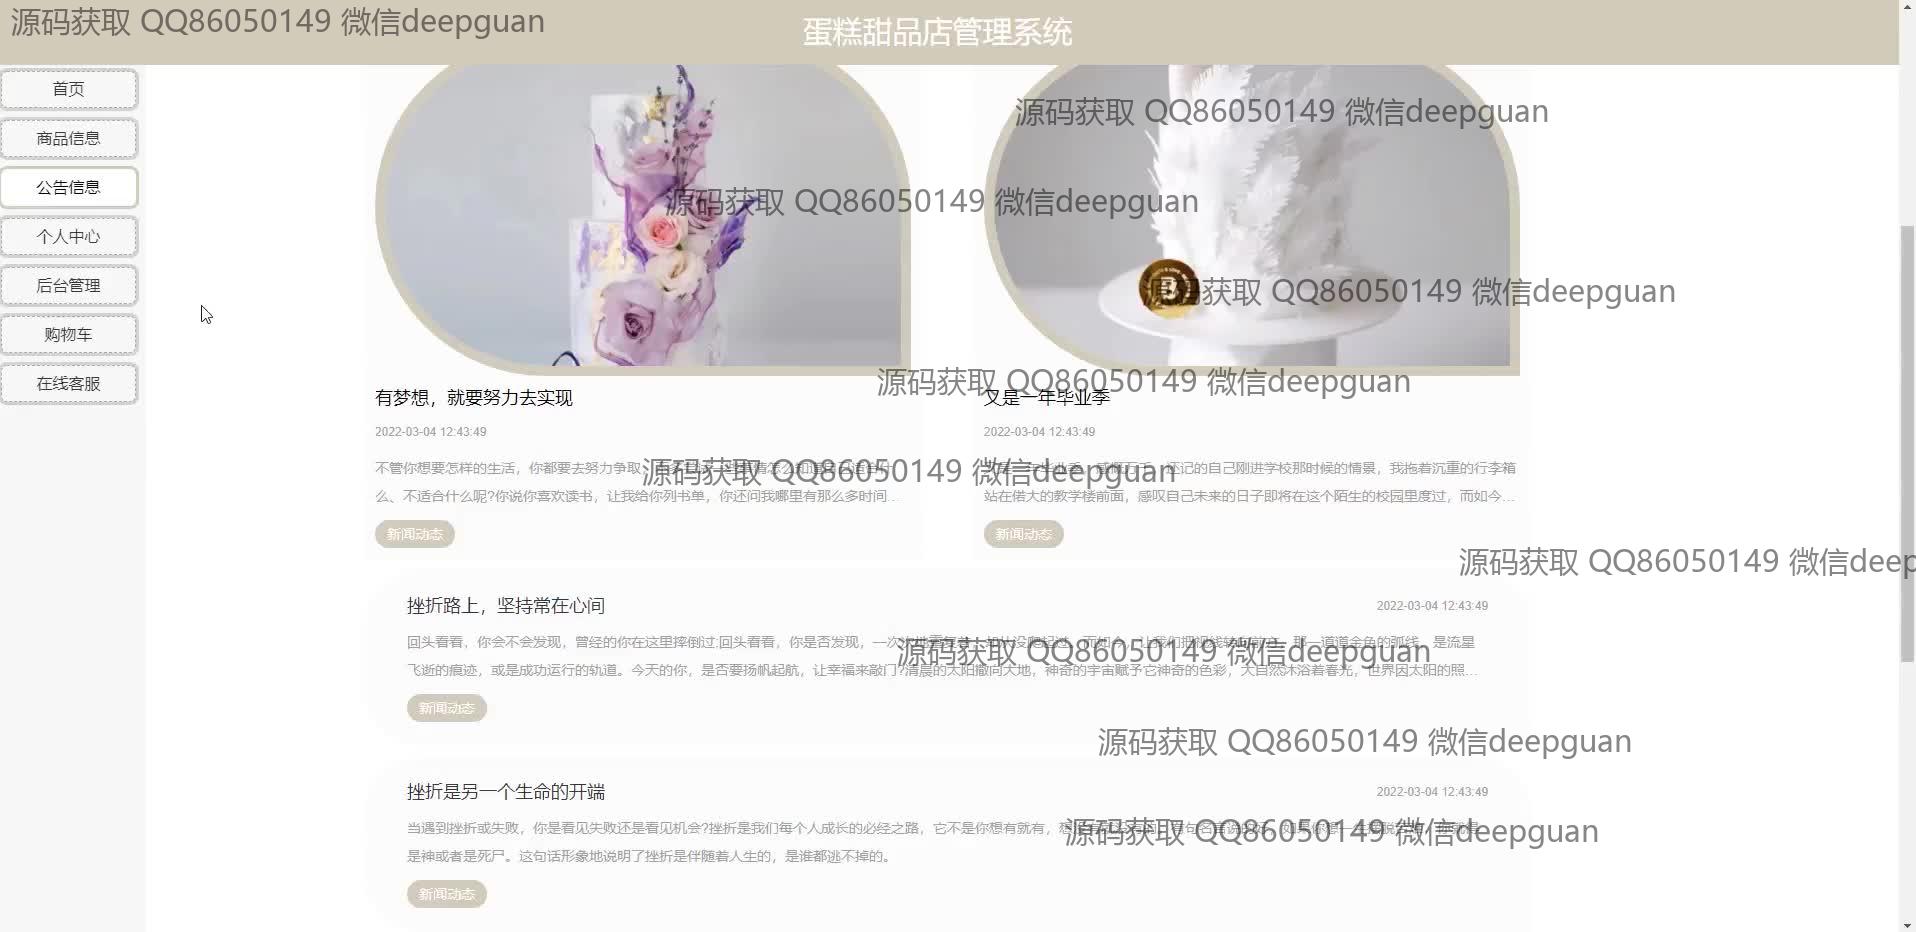 源码获取 QQ86050149 微信deepguan
蛋糕甜品店管理系统
首页
商品信息
公告信息
个人中心
后台管理
购物车
在线客服
源码获取 QQ86050149 微信deepguan
源码获取 QQ86050149 微信deepguan
源码获取 QQ86050149 微信deepguan
源码获取 QQ86050149 微信deepguan
有梦想，就要努力去实现
2022-03-04 12:43:49
不管你想要怎样的生活，你都要去努力争取，
么、不适合什么呢?你说你喜欢读书，让我给你列书单，你还问我哪里有那么多时间…
新闻动态
又是一年毕业季
2022-03-04 12:43:49
还记的自己刚进学校那时候的情景，我拖着沉重的行李箱
站在偌大的教学楼前面，感叹自己未来的日子即将在这个陌生的校园里度过，而如今…
新闻动态
源码获取 QQ86050149 微信deepguan
源码获取 QQ86050149 微信deep
挫折路上，坚持常在心间
2022-03-04 12:43:49
回头看看，你会不会发现，曾经的你在这里摔倒过;回头看看，你是否发现，一次次地重复着，却从没爬起过。而如今，让我们把视线转向前方，那一道道金色的弧线，是流星
飞逝的痕迹，或是成功运行的轨道。今天的你，是否要扬帆起航，让幸福来敲门?清晨的太阳撒向大地，神奇的宇宙赋予它神奇的色彩，大自然沐浴着春光，世界因太阳的照…
新闻动态
源码获取 QQ86050149 微信deepguan
源码获取 QQ86050149 微信deepguan
挫折是另一个生命的开端
2022-03-04 12:43:49
当遇到挫折或失败，你是看见失败还是看见机会?挫折是我们每个人成长的必经之路，它不是你想有就有，
是神或者是死尸。这句话形象地说明了挫折是伴随着人生的，是谁都逃不掉的。
新闻动态
源码获取 QQ86050149 微信deepguan